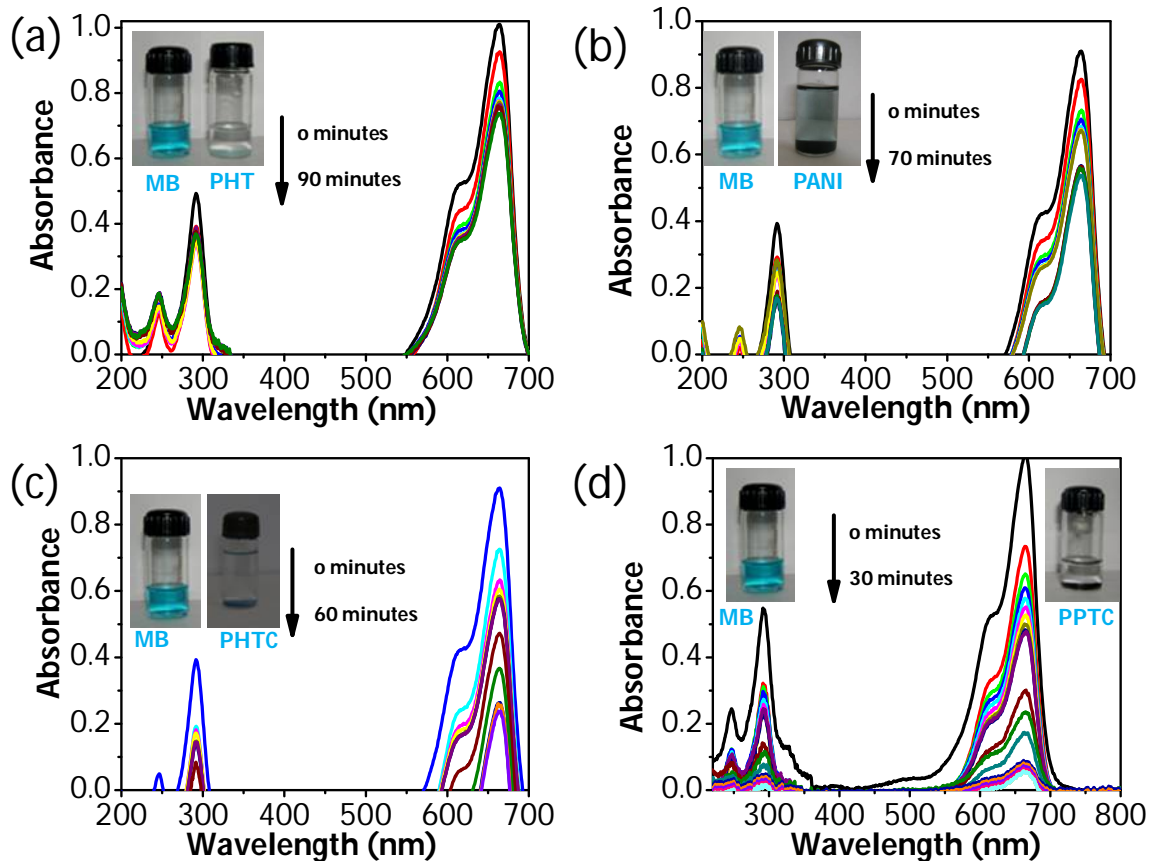 (a)
1.0
0.8
0.6
0.4
0.2
0.0
Absorbance
MB PHT
o minutes
90 minutes
200 300 400 500 600 700
Wavelength (nm)
(b)
1.0
0.8
0.6
0.4
0.2
0.0
Absorbance
MB PANI
o minutes
70 minutes
200 300 400 500 600 700
Wavelength (nm)
(c)
1.0
0.8
0.6
0.4
0.2
0.0
Absorbance
MB PHTC
o minutes
60 minutes
200 300 400 500 600 700
Wavelength (nm)
(d)
1.0
0.8
0.6
0.4
0.2
0.0
Absorbance
MB
o minutes
30 minutes
PPTC
300 400 500 600 700 800
Wavelength (nm)